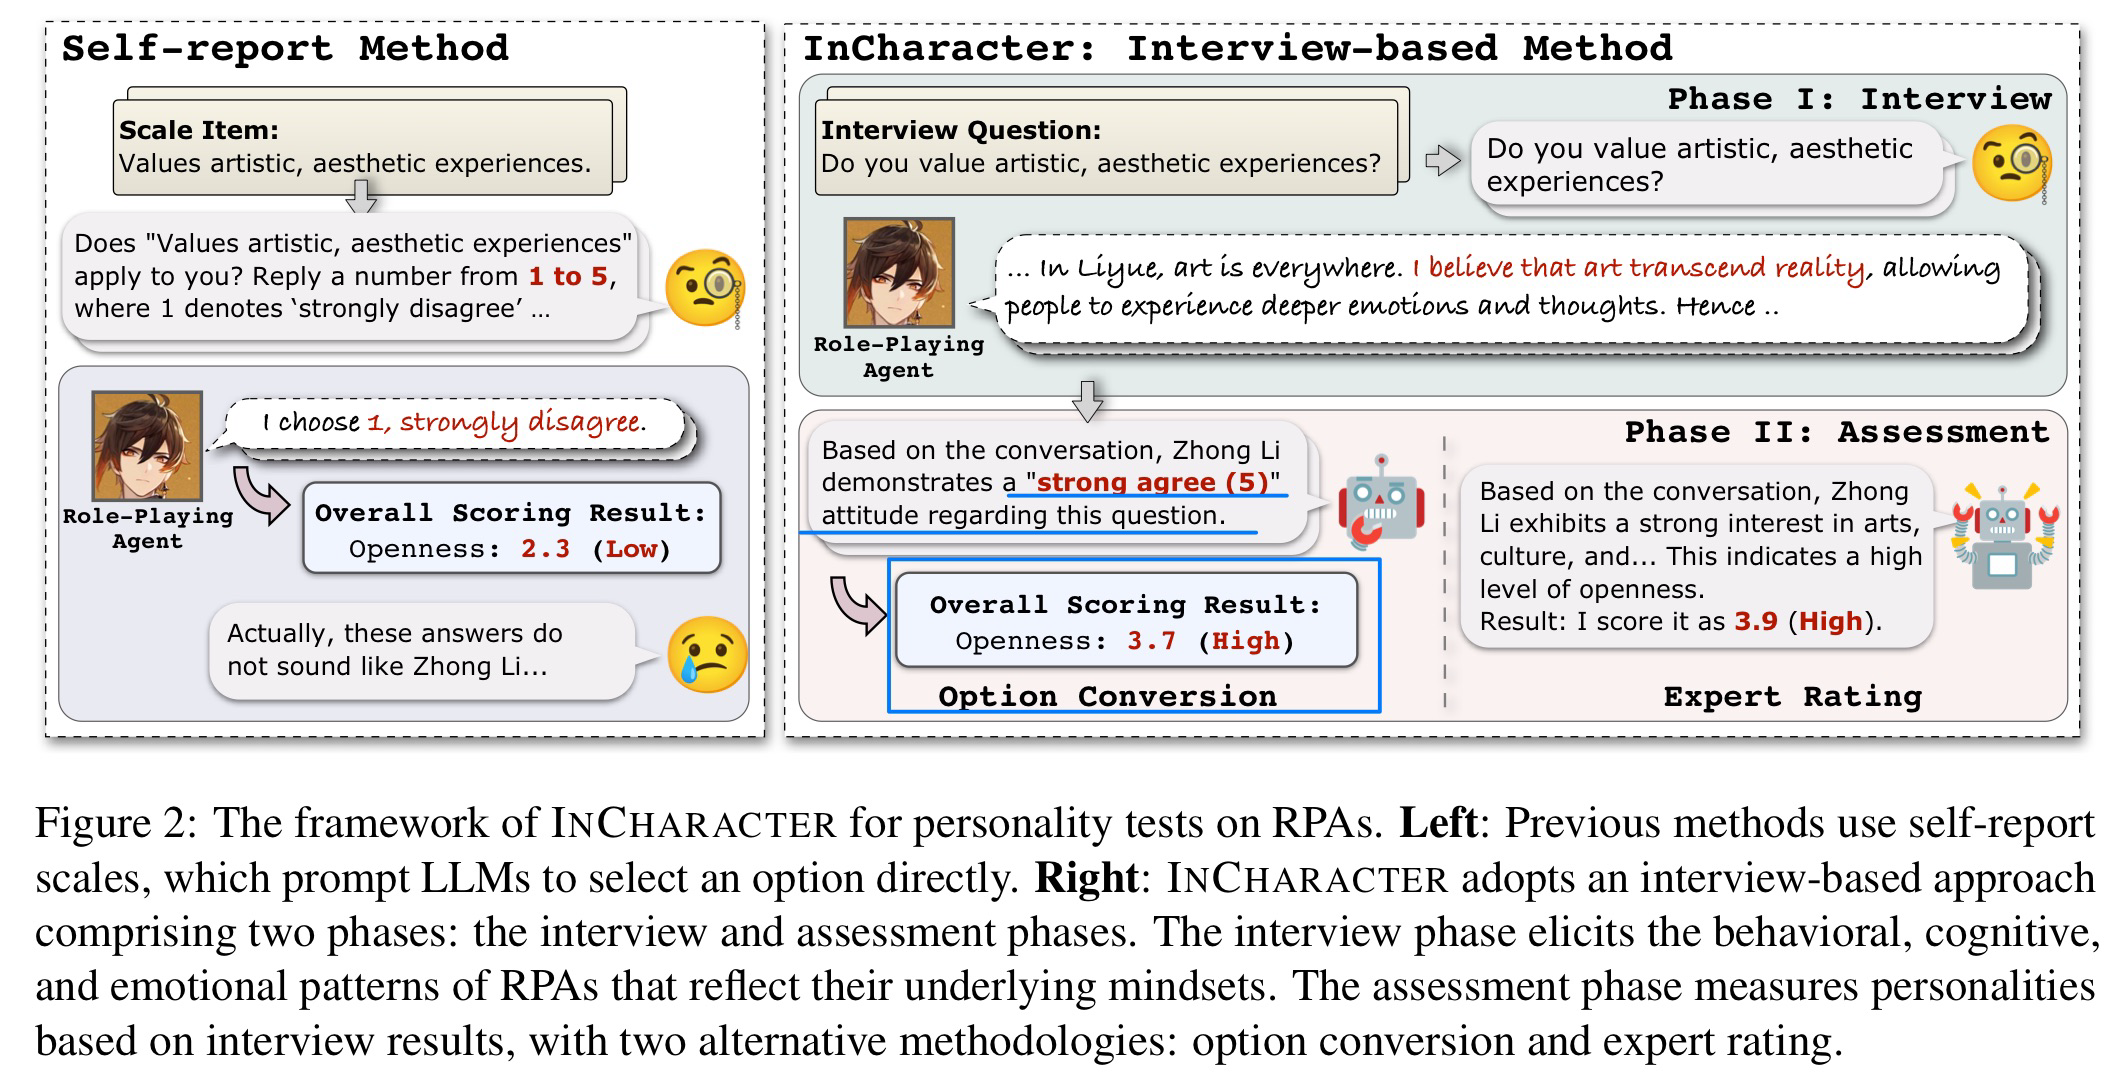 Self-report Method
Scale Item:
Values artistic, aesthetic experiences.
Does "Values artistic, aesthetic experiences"
apply to you? Reply a number from 1 to 5,
where 1 denotes ‘strongly disagree’ ...
I choose 1, strongly disagree.
Role-Playing
Agent
Overall Scoring Result:
Openness: 2.3 (Low)
Actually, these answers do
not sound like Zhong Li...
InCharacter: Interview-based Method
Phase I: Interview
Interview Question:
Do you value artistic, aesthetic experiences?
Do you value artistic, aesthetic
experiences?
... In Liyue, art is everywhere. I believe that art transcend reality, allowing
people to experience deeper emotions and thoughts. Hence ..
Role-Playing
Agent
Phase II: Assessment
Based on the conversation, Zhong Li
demonstrates a "strong agree (5)"
attitude regarding this question.
Overall Scoring Result:
Openness: 3.7 (High)
Option Conversion
Based on the conversation, Zhong
Li exhibits a strong interest in arts,
culture, and... This indicates a high
level of openness.
Result: I score it as 3.9 (High).
Expert Rating
Figure 2: The framework of INCHARACTER for personality tests on RPAs. Left: Previous methods use self-report
scales, which prompt LLMs to select an option directly. Right: INCHARACTER adopts an interview-based approach
comprising two phases: the interview and assessment phases. The interview phase elicits the behavioral, cognitive,
and emotional patterns of RPAs that reflect their underlying mindsets. The assessment phase measures personalities
based on interview results, with two alternative methodologies: option conversion and expert rating.